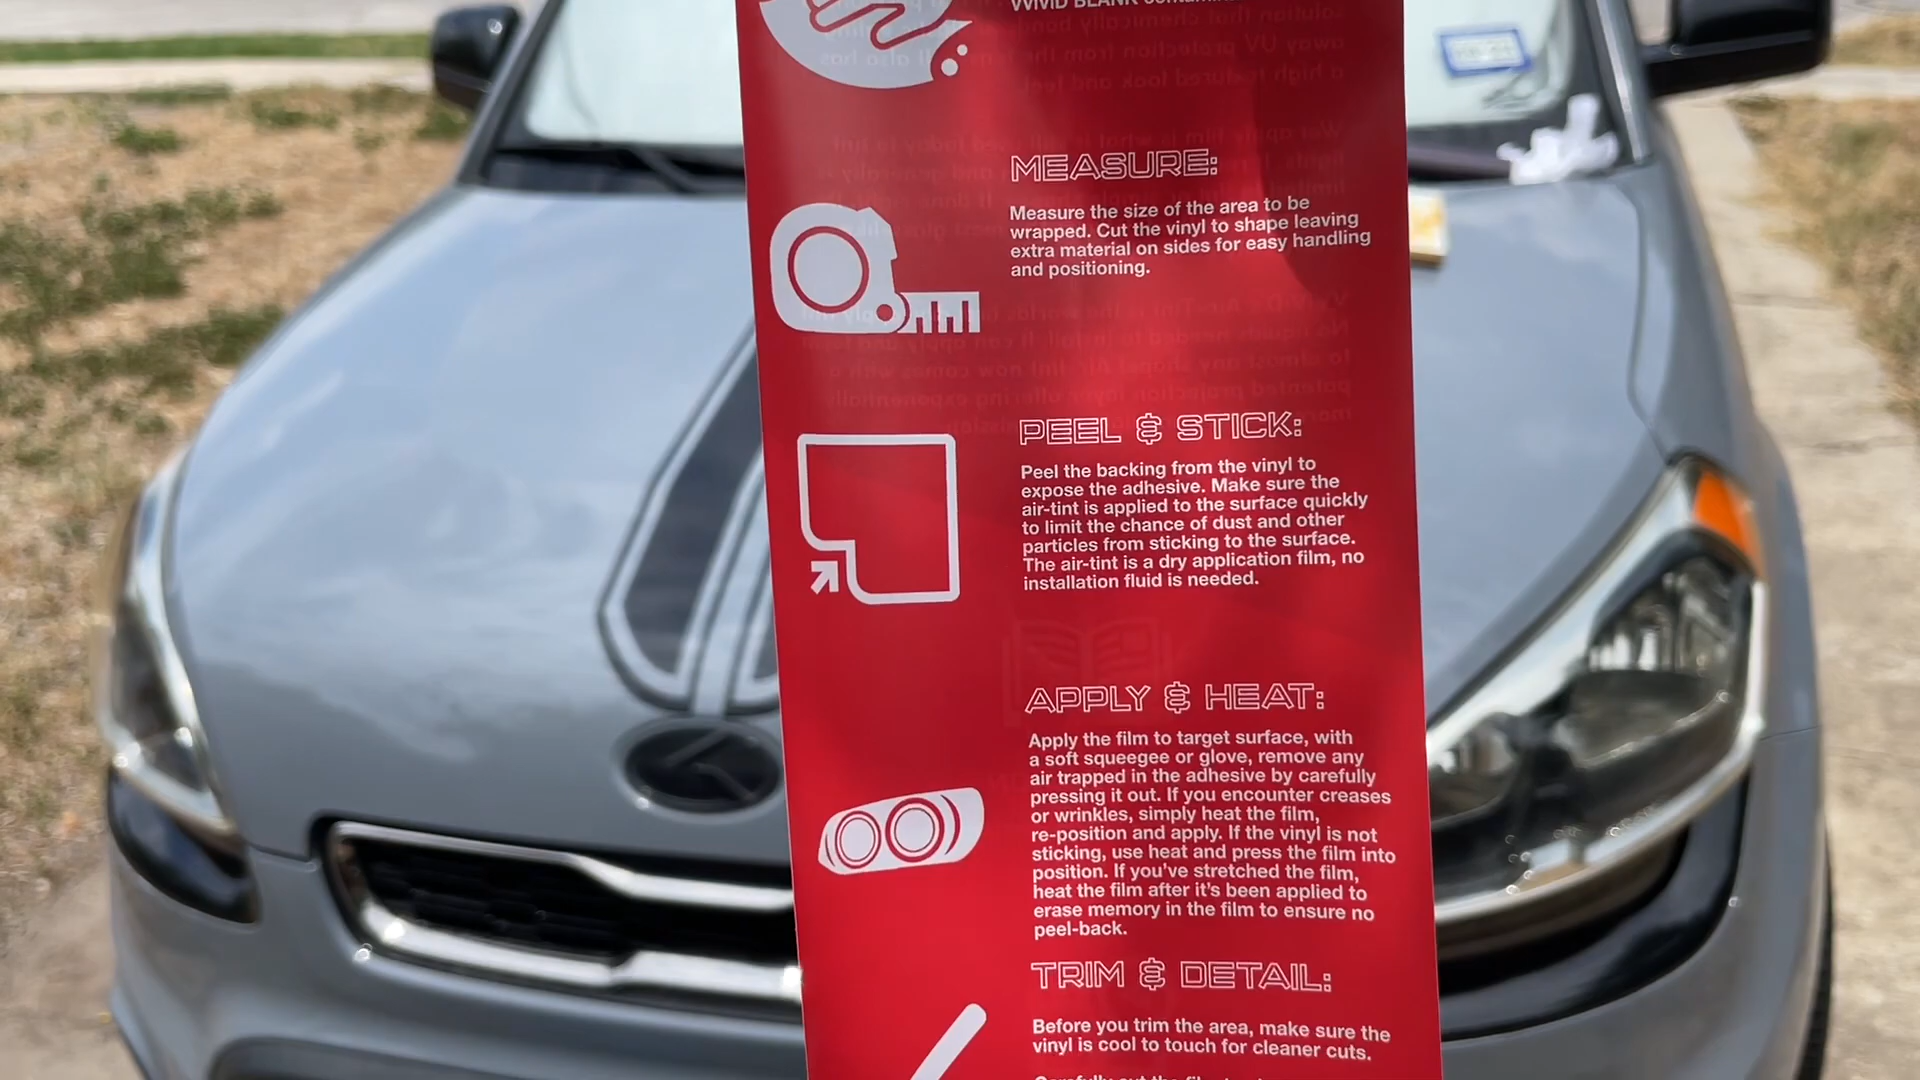 VViViD BLANK
MEASURE:
Measure the size of the area to be
wrapped. Cut the vinyl to shape leaving
extra material on sides for easy handling
and positioning.
PEEL & STICK:
Peel the backing from the vinyl to
expose the adhesive. Make sure the
air-tint is applied to the surface quickly
to limit the chance of dust and other
particles from sticking to the surface.
The air-tint is a dry application film, no
installation fluid is needed.
APPLY & HEAT:
Apply the film to target surface, with
a soft squeegee or glove, remove any
air trapped in the adhesive by carefully
pressing it out. If you encounter creases
or wrinkles, simply heat the film,
re-position and apply. If the vinyl is not
sticking, use heat and press the film into
position. If you've stretched the film,
heat the film after it's been applied to
erase memory in the film to ensure no
peel-back.
TRIM & DETAIL:
Before you trim the area, make sure the
vinyl is cool to touch for cleaner cuts.